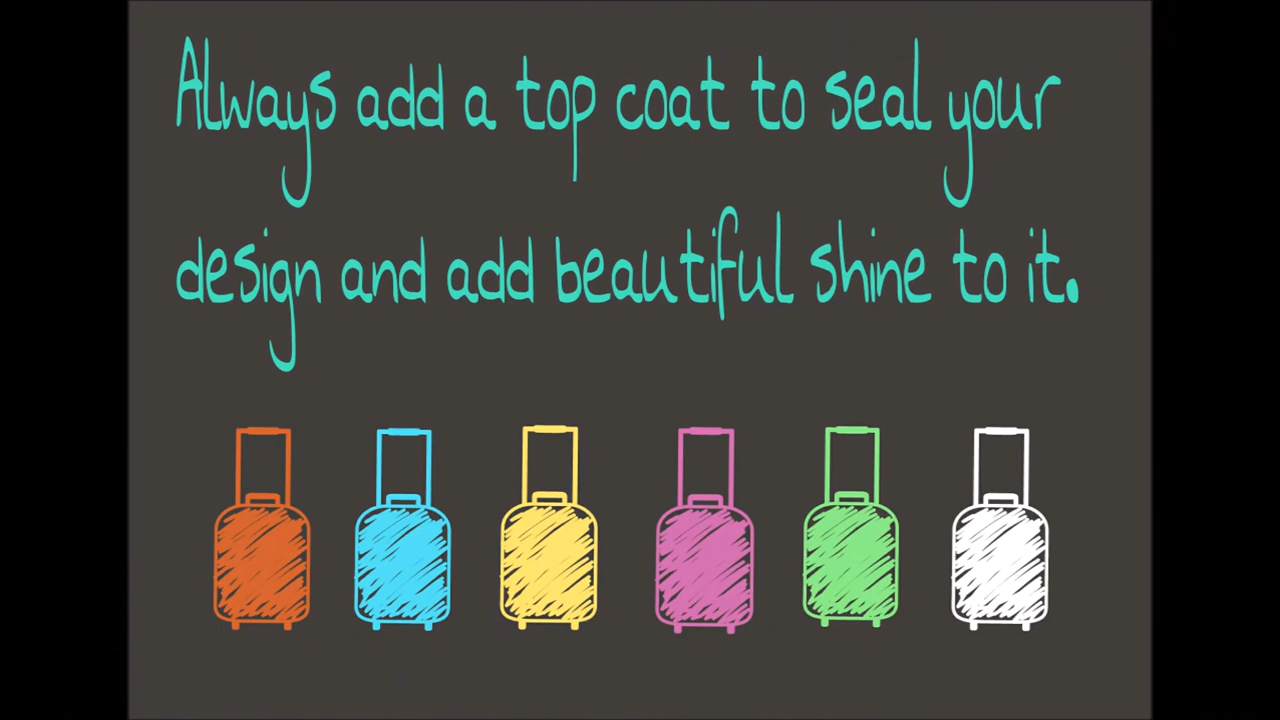 Always add a top coat to seal your
design and add beautiful shine to it.